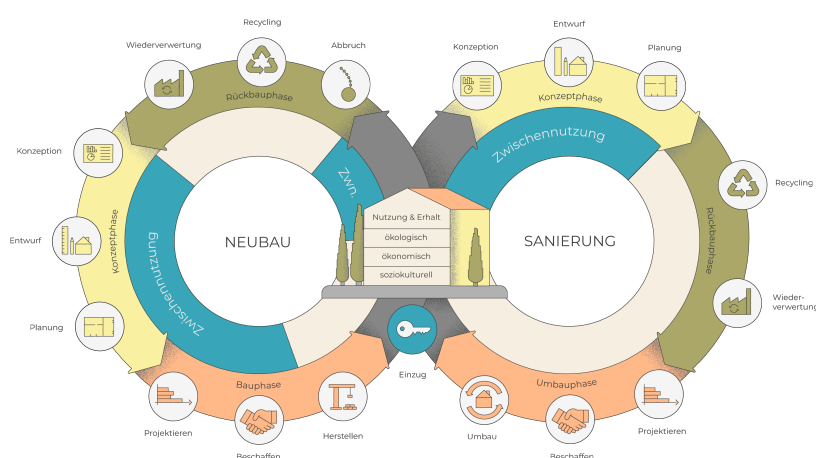 Recycling
Wiederverwertung
Abbruch
Rückbauphase
Konzeption
Entwurf
Planung
Konzeptphase
Zwischennutzung
Zwn.
NEUBAU
Bauphase
Projektieren
Beschaffen
Herstellen
Nutzung & Erhalt
ökologisch
ökonomisch
soziokulturell
Einzug
Konzeption
Entwurf
Planung
Konzeptphase
Zwischennutzung
SANIERUNG
Recycling
Rückbauphase
Wieder-
verwertung
Umbauphase
Umbau
Beschaffen
Projektieren